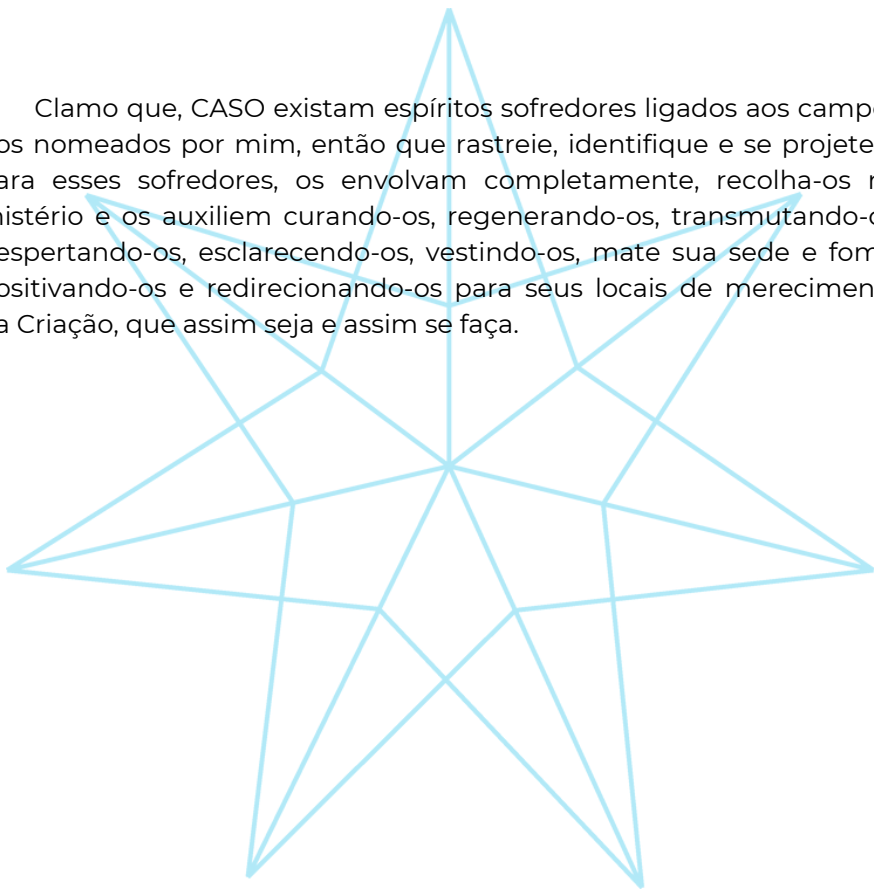 Clamo que, CASO existam espíritos sofredores ligados aos campo
os nomeados por mim, então que rastreie, identifique e se projete
ara esses sofredores, os envolvam completamente, recolha-os
istério e os auxiliem curando-os, regenerando-os, transmutando-o
espertando-os, esclarecendo-os, vestindo-os, mate sua sede e fom
ositivando-os e redirecionando-os para seus locais de merecimen
a Criação, que assim seja e assim se faça.